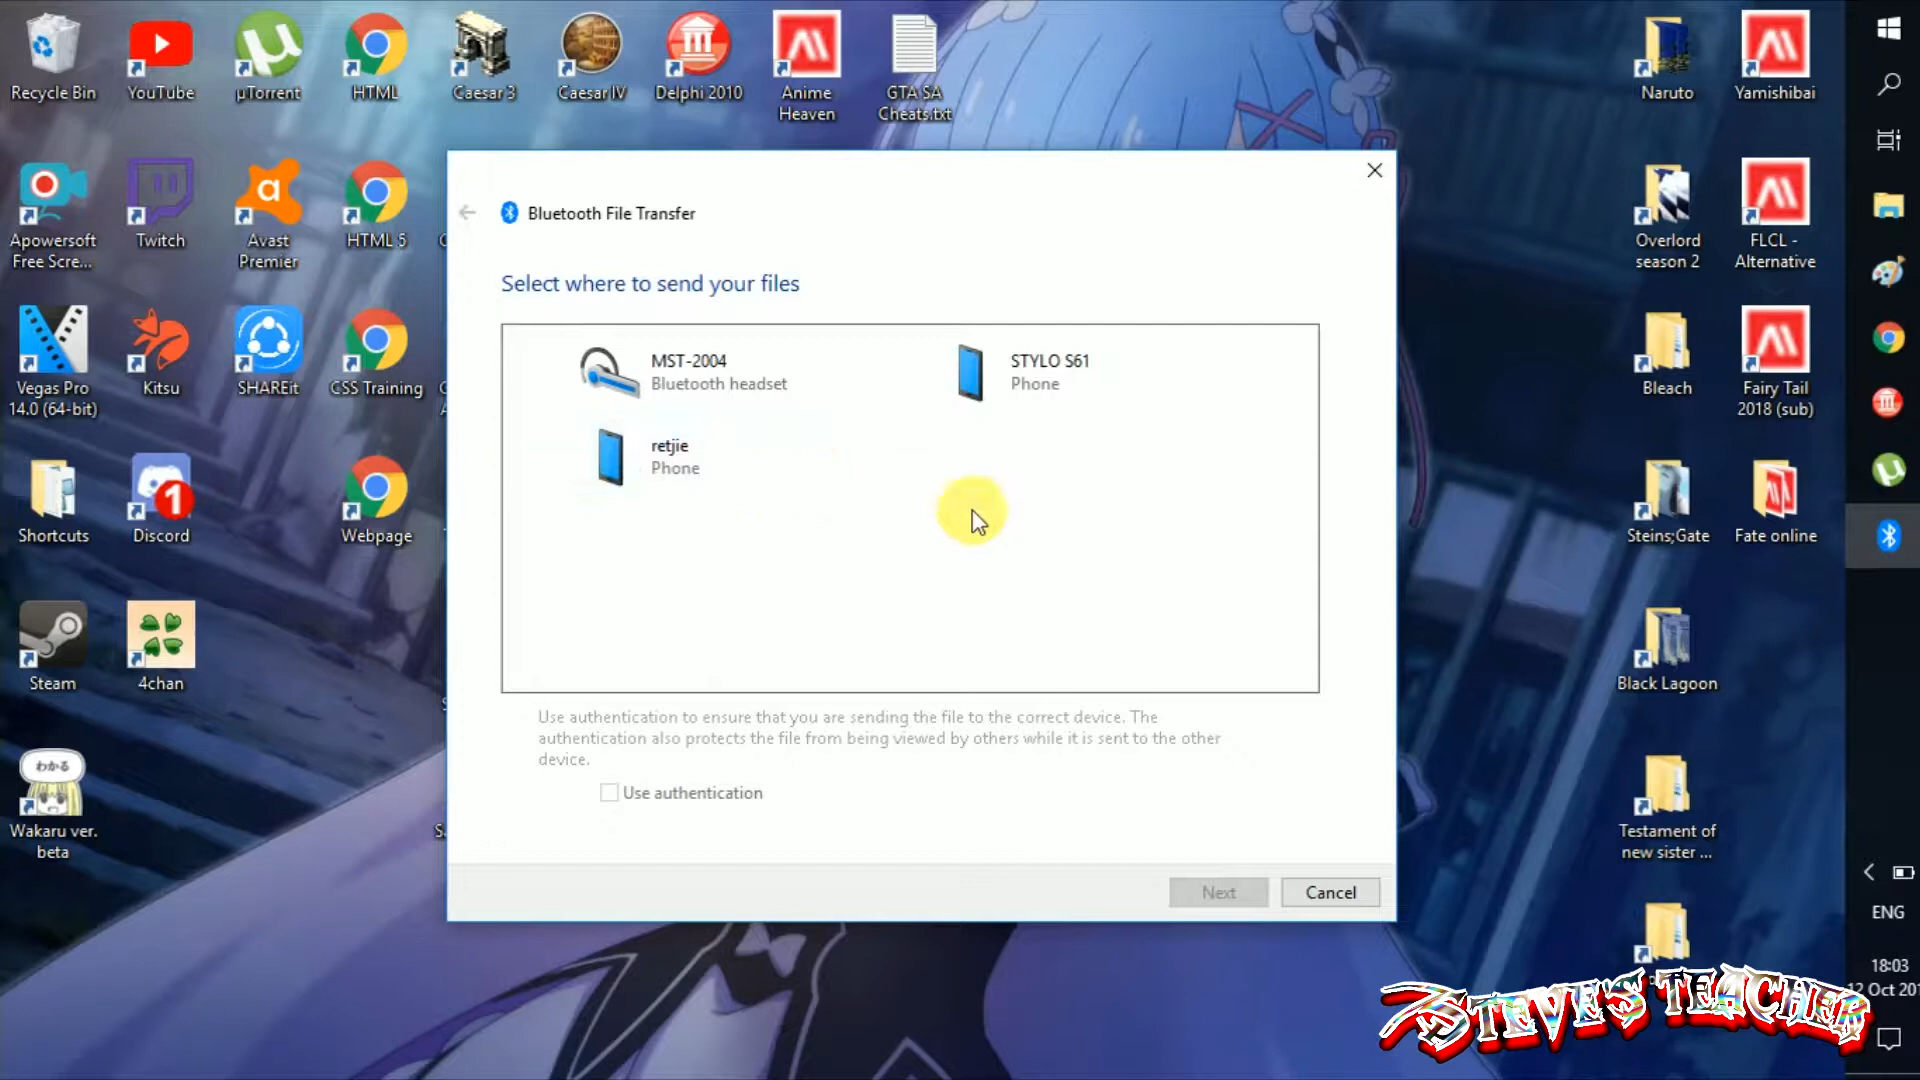 Recycle Bin
YouTube
µTorrent
HTML
Caesar 3
Caesar IV
Delphi 2010
Anime
Heaven
GTA SA
Cheats.txt
Naruto
Yamishibai
Apowersoft
Free Scre...
Twitch
Avast
Premier
HTML 5
Overlord
season 2
FLCL -
Alternative
Vegas Pro
14.0 (64-bit)
Kitsu
SHAREit
CSS Training
Bleach
Fairy Tail
2018 (sub)
Shortcuts
1
Discord
Webpage
Steins;Gate
Fate online
Steam
4chan
Black Lagoon
わかる
Wakaru ver.
beta
Testament of
new sister ...
Bluetooth File Transfer
Select where to send your files
MST-2004
Bluetooth headset
STYLO S61
Phone
retjie
Phone
Use authentication to ensure that you are sending the file to the correct device. The
authentication also protects the file from being viewed by others while it is sent to the other
device.
Use authentication
Next
Cancel
ENG
18:03
12 Oct 201
STEVE'S TEACHER